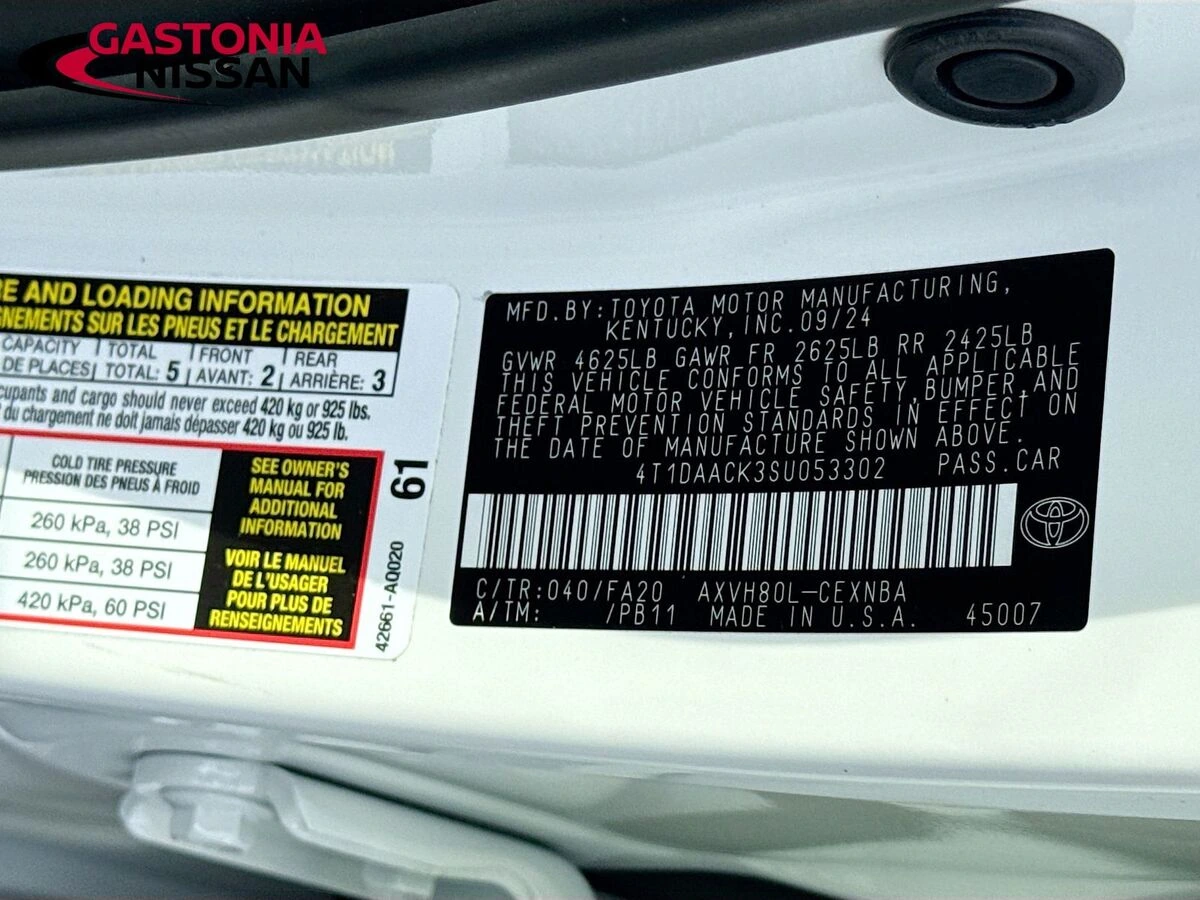 GASTONIA
NISSAN
RE AND LOADING INFORMATION
GNEMENTS SUR LES PNEUS ET LE CHARGEMENT
CAPACITY TOTAL FRONT REAR
DE PLACES TOTAL: 5 AVANT: 2 ARRIÈRE: 3
cupants and cargo should never exceed 420 kg or 925 lbs.
du chargement ne doit jamais dépasser 420 kg ou 925 lb.
COLD TIRE PRESSURE
PRESSION DES PNEUS À FROID
260 kPa, 38 PSI
260 kPa, 38 PSI
420 kPa, 60 PSI
SEE OWNER'S
MANUAL FOR
ADDITIONAL
INFORMATION
VOIR LE MANUEL
DE L'USAGER
POUR PLUS DE
RENSEIGNEMENTS
61
42661-A0020
MFD.BY:TOYOTA MOTOR MANUFACTURING,
KENTUCKY,INC.09/24
GVWR 4625LB GAWR FR 2625LB RR 2425LB
THIS VEHICLE CONFORMS TO ALL APPLICABLE
FEDERAL MOTOR VEHICLE SAFETY,BUMPER,AND
THEFT PREVENTION STANDARDS IN EFFECT ON
THE DATE OF MANUFACTURE SHOWN ABOVE.
4T1DAACK3SU053302 PASS.CAR
C/TR:040/FA20 AXVH80L-CEXNBA
A/TM: /PB11 MADE IN U.S.A. 45007